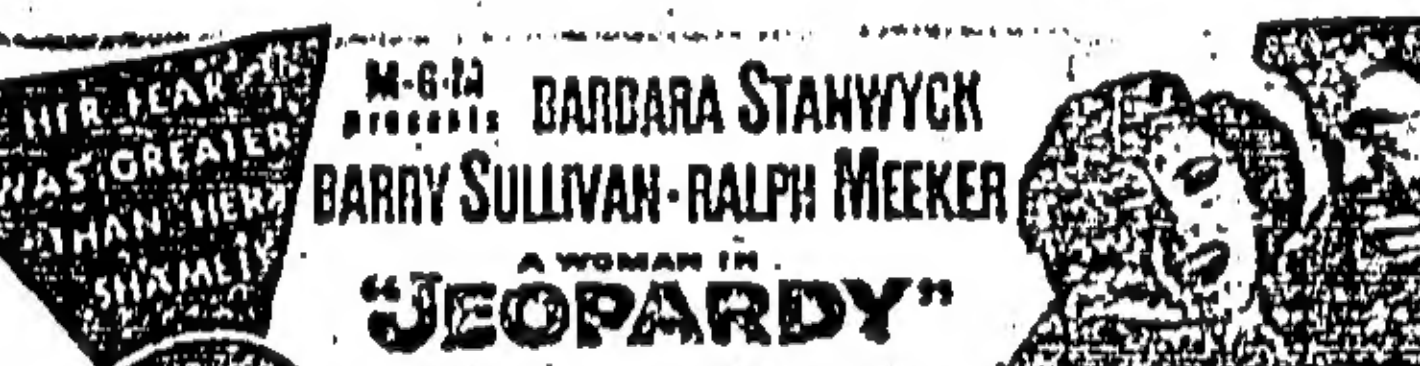 HER FEAR
WAS GREATER
THAN HER
SHAME!
M-G-M
presents
BARBARA STANWYCK
BARRY SULLIVAN · RALPH MEEKER
A WOMAN IN
"JEOPARDY"